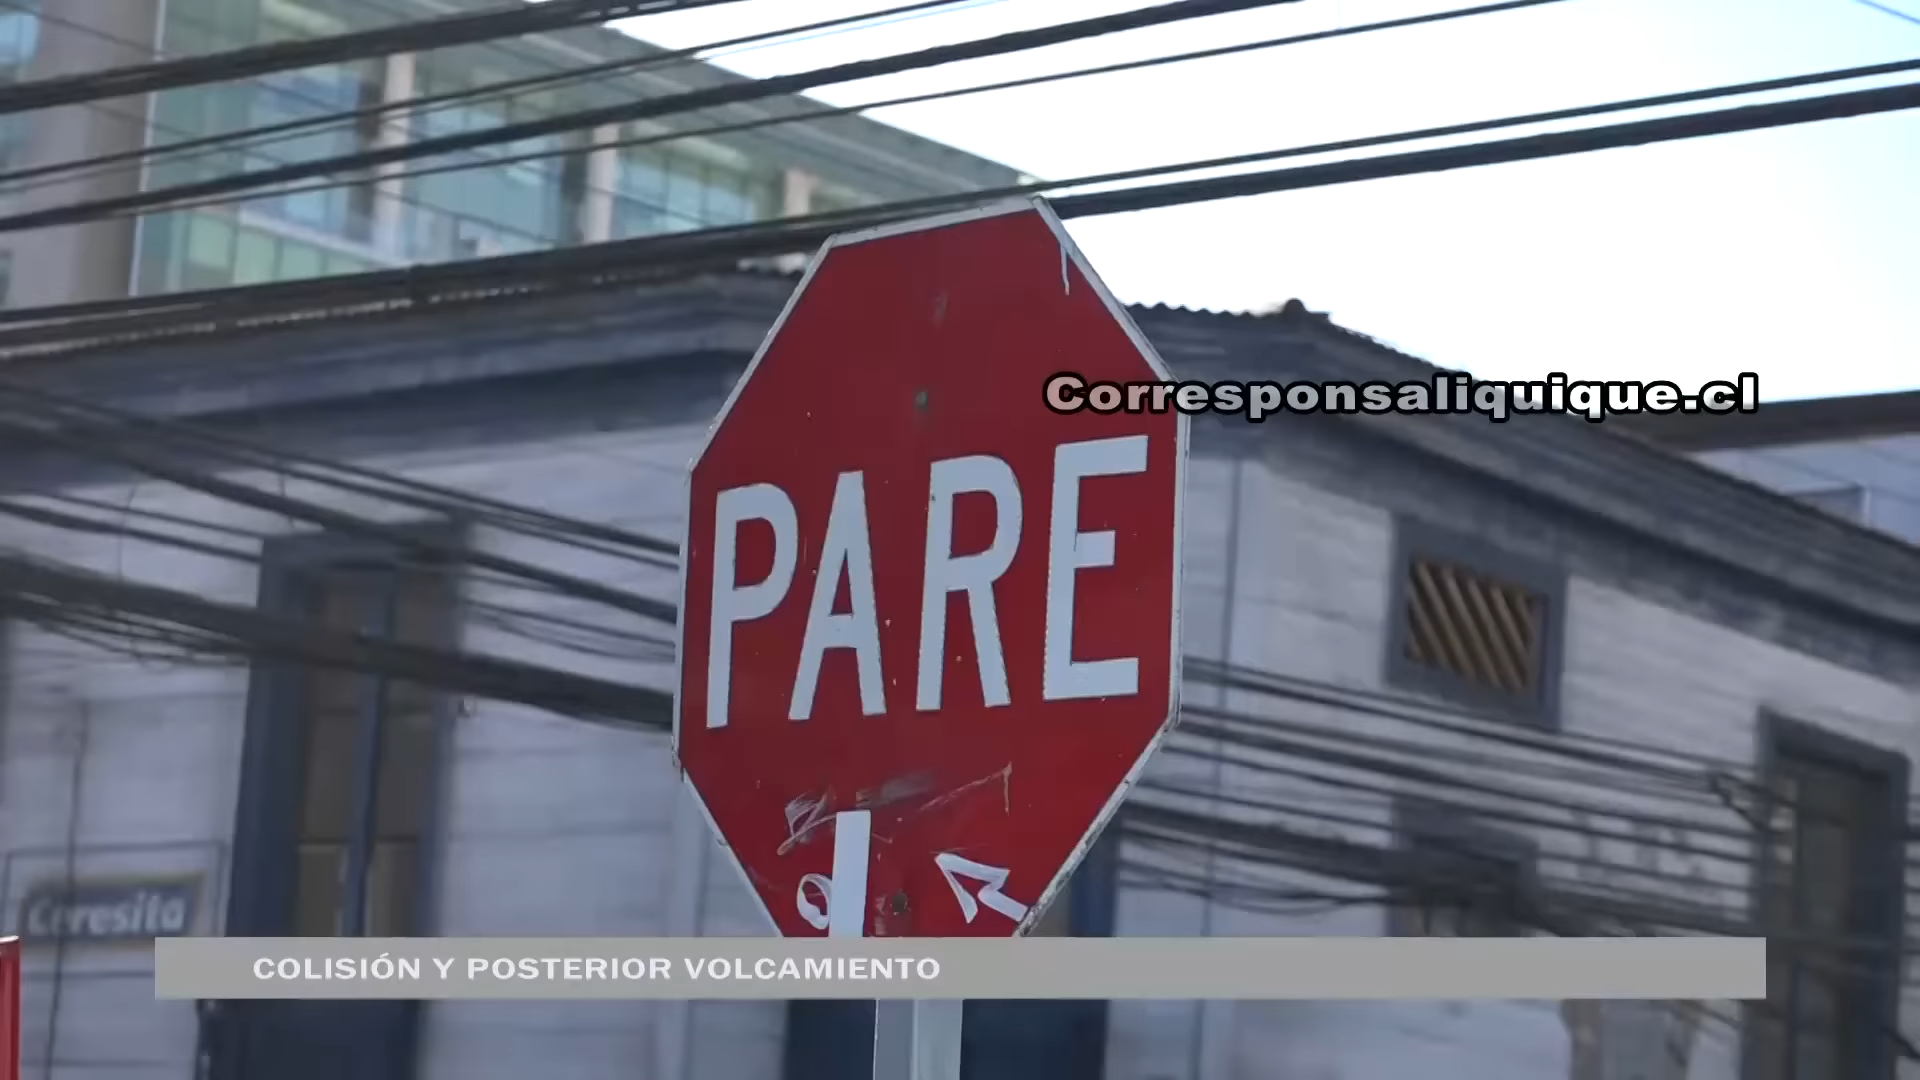 Corresponsaliquique.cl
PARE
Ceresita
COLISIÓN Y POSTERIOR VOLCAMIENTO